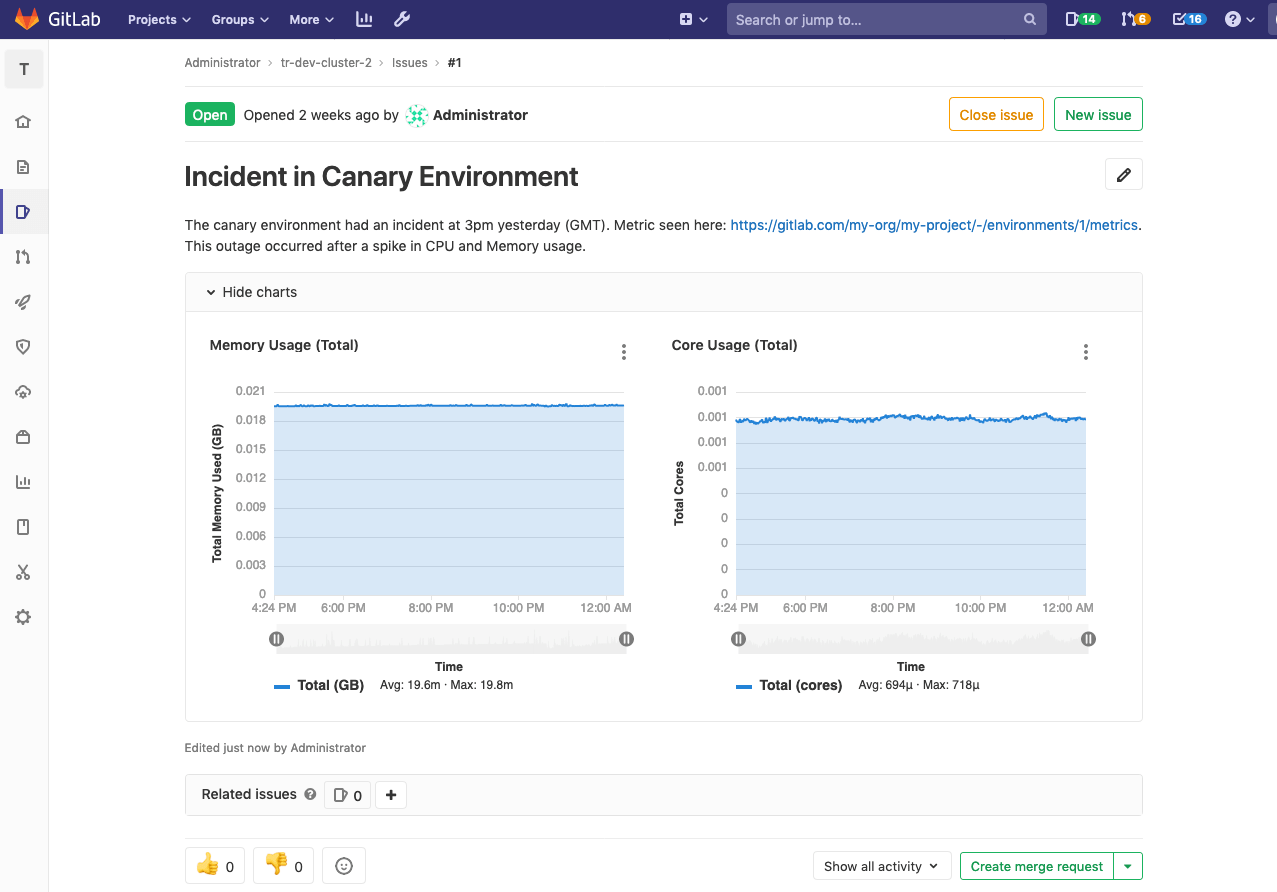 GitLab Projects Groups More Search or jump to... 14 6 16
T
Administrator > tr-dev-cluster-2 > Issues > #1
Open Opened 2 weeks ago by Administrator Close issue New issue
Incident in Canary Environment
The canary environment had an incident at 3pm yesterday (GMT). Metric seen here: https://gitlab.com/my-org/my-project/-/environments/1/metrics.
This outage occurred after a spike in CPU and Memory usage.
Hide charts
Memory Usage (Total)
Total Memory Used (GB)
0.021
0.018
0.015
0.012
0.009
0.006
0.003
0
4:24 PM 6:00 PM 8:00 PM 10:00 PM 12:00 AM
Time
Total (GB) Avg: 19.6m · Max: 19.8m
Core Usage (Total)
Total Cores
0.001
0.001
0.001
0.001
0
0
0
0
0
4:24 PM 6:00 PM 8:00 PM 10:00 PM 12:00 AM
Time
Total (cores) Avg: 694μ · Max: 718μ
Edited just now by Administrator
Related issues ? 0 +
0 0 Show all activity Create merge request